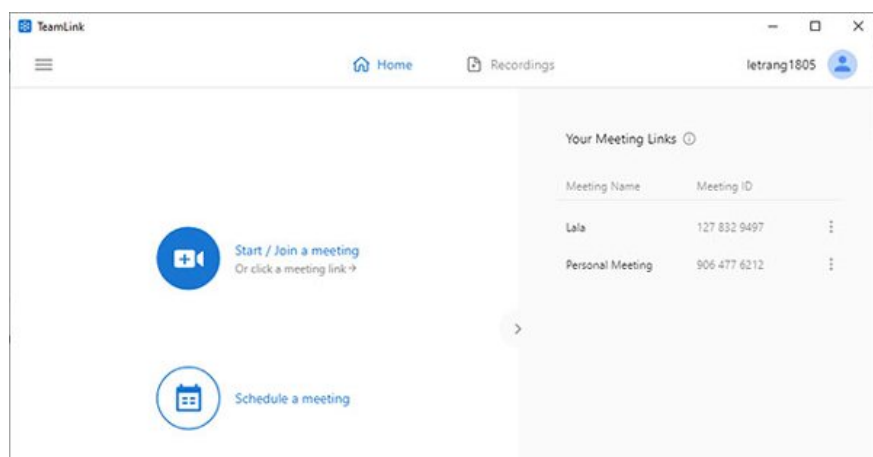 TeamLink
Home Recordings letrang1805
Your Meeting Links
Meeting Name Meeting ID
Lala 127 832 9497
Start / Join a meeting
Or click a meeting link →
Personal Meeting 906 477 6212
Schedule a meeting